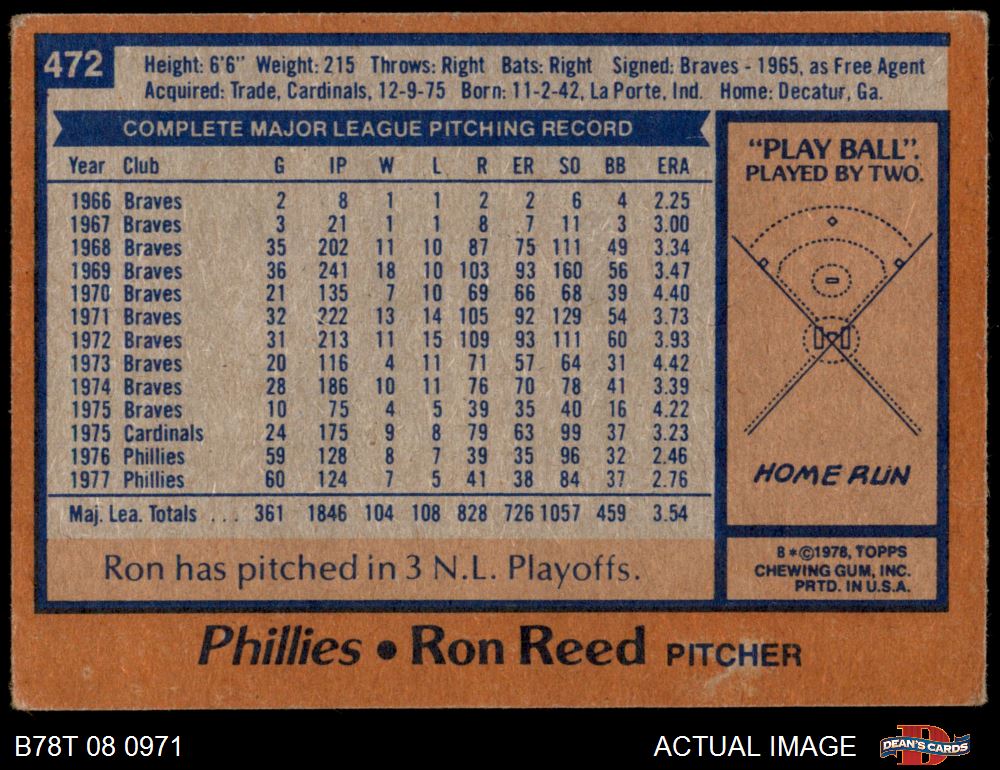 472
Height: 6'6" Weight: 215 Throws: Right Bats: Right Signed: Braves - 1965, as Free Agent
Acquired: Trade, Cardinals, 12-9-75 Born: 11-2-42, La Porte, Ind. Home: Decatur, Ga.
COMPLETE MAJOR LEAGUE PITCHING RECORD
Year Club G IP W L R ER SO BB ERA
1966 Braves 2 8 1 1 2 2 6 4 2.25
1967 Braves 3 21 1 1 8 7 11 3 3.00
1968 Braves 35 202 11 10 87 75 111 49 3.34
1969 Braves 36 241 18 10 103 93 160 56 3.47
1970 Braves 21 135 7 10 69 66 68 39 4.40
1971 Braves 32 222 13 14 105 92 129 54 3.73
1972 Braves 31 213 11 15 109 93 111 60 3.93
1973 Braves 20 116 4 11 71 57 64 31 4.42
1974 Braves 28 186 10 11 76 70 78 41 3.39
1975 Braves 10 75 4 5 39 35 40 16 4.22
1975 Cardinals 24 175 9 8 79 63 99 37 3.23
1976 Phillies 59 128 8 7 39 35 96 32 2.46
1977 Phillies 60 124 7 5 41 38 84 37 2.76
Maj. Lea. Totals ... 361 1846 104 108 828 726 1057 459 3.54
Ron has pitched in 3 N.L. Playoffs.
"PLAY BALL".
PLAYED BY TWO.
HOME RUN
B*©1978, TOPPS
CHEWING GUM, INC.
PRTD. IN U.S.A.
Phillies • Ron Reed PITCHER
B78T 08 0971
ACTUAL IMAGE
D
DEAN'S CARDS